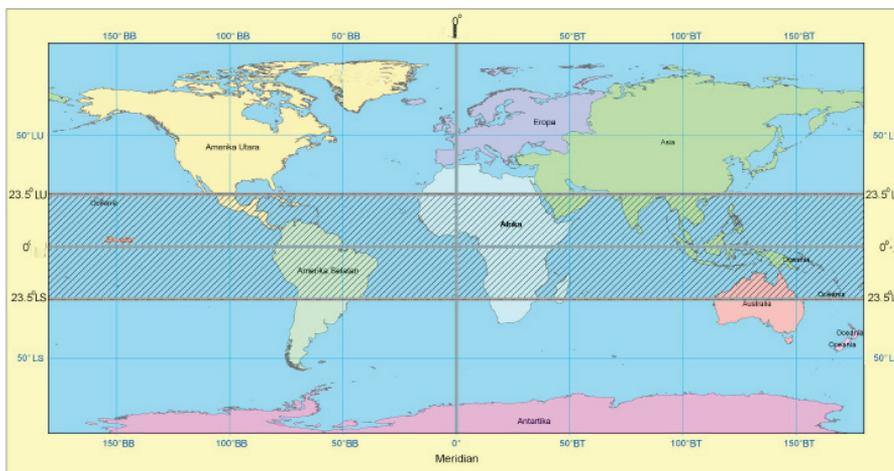 0°
150°BB 100°BB 50°BB 50°BT 100°BT 150°BT
Eropa
50° LU 50° L
Amerika Utara Asia
23.5° LU 23.5° L
Oceania
Afrika
0° 0°
Oceania
Amerika Selatan
Oceania
23.5° LS 23.5° L
Australia
Oceania
Oceania
50° LS 50° L
Antartika
150°BB 100°BB 50°BB 0° 50°BT 100°BT 150°BT
Meridian